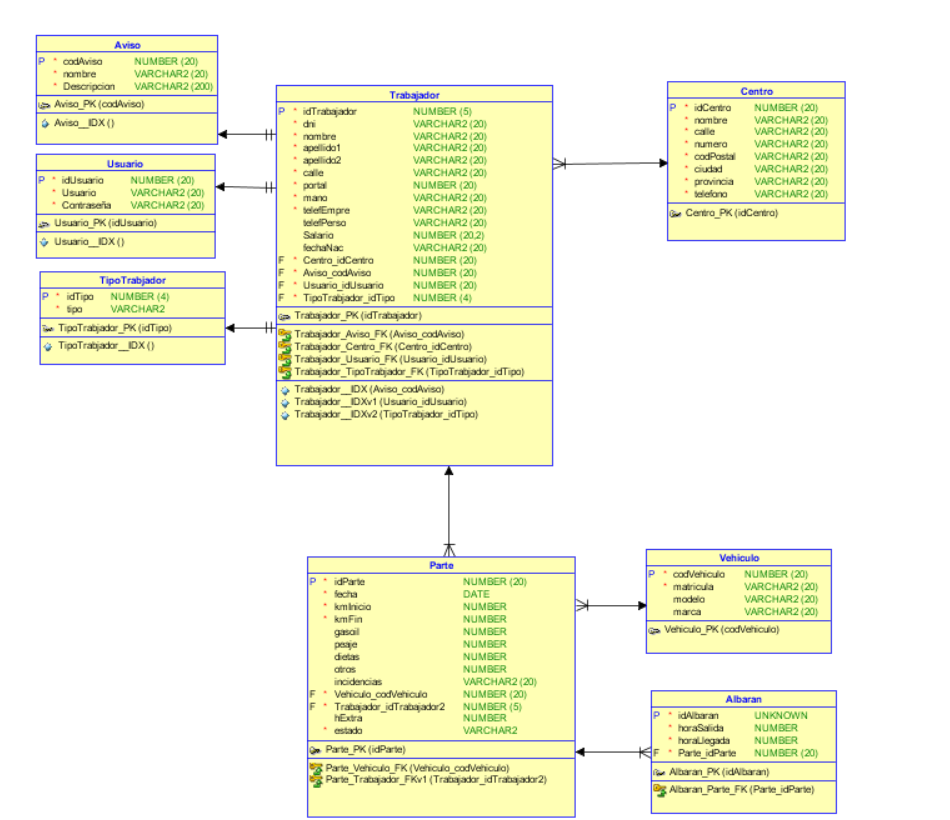 Aviso
P * codAviso NUMBER (20)
* nombre VARCHAR2 (20)
* Descripcion VARCHAR2 (200)
Aviso_PK (codAviso)
Aviso__IDX ()
Usuario
P * idUsuario NUMBER (20)
* Usuario VARCHAR2 (20)
* Contraseña VARCHAR2 (20)
Usuario_PK (idUsuario)
Usuario__IDX ()
TipoTrabjador
P * idTipo NUMBER (4)
* tipo VARCHAR2
TipoTrabjador_PK (idTipo)
TipoTrabjador__IDX ()
Trabajador
P * idTrabajador NUMBER (5)
* dni VARCHAR2 (20)
* nombre VARCHAR2 (20)
* apellido1 VARCHAR2 (20)
* apellido2 VARCHAR2 (20)
* calle VARCHAR2 (20)
* portal NUMBER (20)
* mano VARCHAR2 (20)
* telefEmpre VARCHAR2 (20)
telefPerso VARCHAR2 (20)
Salario NUMBER (20,2)
fechaNac VARCHAR2 (20)
F * Centro_idCentro NUMBER (20)
F * Aviso_codAviso NUMBER (20)
F * Usuario_idUsuario NUMBER (20)
F * TipoTrabjador_idTipo NUMBER (4)
Trabajador_PK (idTrabajador)
Trabajador_Aviso_FK (Aviso_codAviso)
Trabajador_Centro_FK (Centro_idCentro)
Trabajador_Usuario_FK (Usuario_idUsuario)
Trabajador_TipoTrabjador_FK (TipoTrabjador_idTipo)
Trabajador__IDX (Aviso_codAviso)
Trabajador__IDXv1 (Usuario_idUsuario)
Trabajador__IDXv2 (TipoTrabjador_idTipo)
Centro
P * idCentro NUMBER (20)
* nombre VARCHAR2 (20)
* calle VARCHAR2 (20)
* numero VARCHAR2 (20)
* codPostal VARCHAR2 (20)
* ciudad VARCHAR2 (20)
* provincia VARCHAR2 (20)
* telefono VARCHAR2 (20)
Centro_PK (idCentro)
Parte
P * idParte NUMBER (20)
* fecha DATE
* kmInicio NUMBER
* kmFin NUMBER
gasoil NUMBER
peaje NUMBER
dietas NUMBER
otros NUMBER
incidencias VARCHAR2 (20)
F * Vehiculo_codVehiculo NUMBER (20)
F * Trabajador_idTrabajador2 NUMBER (5)
hExtra NUMBER
* estado VARCHAR2
Parte_PK (idParte)
Parte_Vehiculo_FK (Vehiculo_codVehiculo)
Parte_Trabajador_FKv1 (Trabajador_idTrabajador2)
Vehiculo
P * codVehiculo NUMBER (20)
* matricula VARCHAR2 (20)
modelo VARCHAR2 (20)
marca VARCHAR2 (20)
Vehiculo_PK (codVehiculo)
Albaran
P * idAlbaran UNKNOWN
* horaSalida NUMBER
* horaLlegada NUMBER
F * Parte_idParte NUMBER (20)
Albaran_PK (idAlbaran)
Albaran_Parte_FK (Parte_idParte)